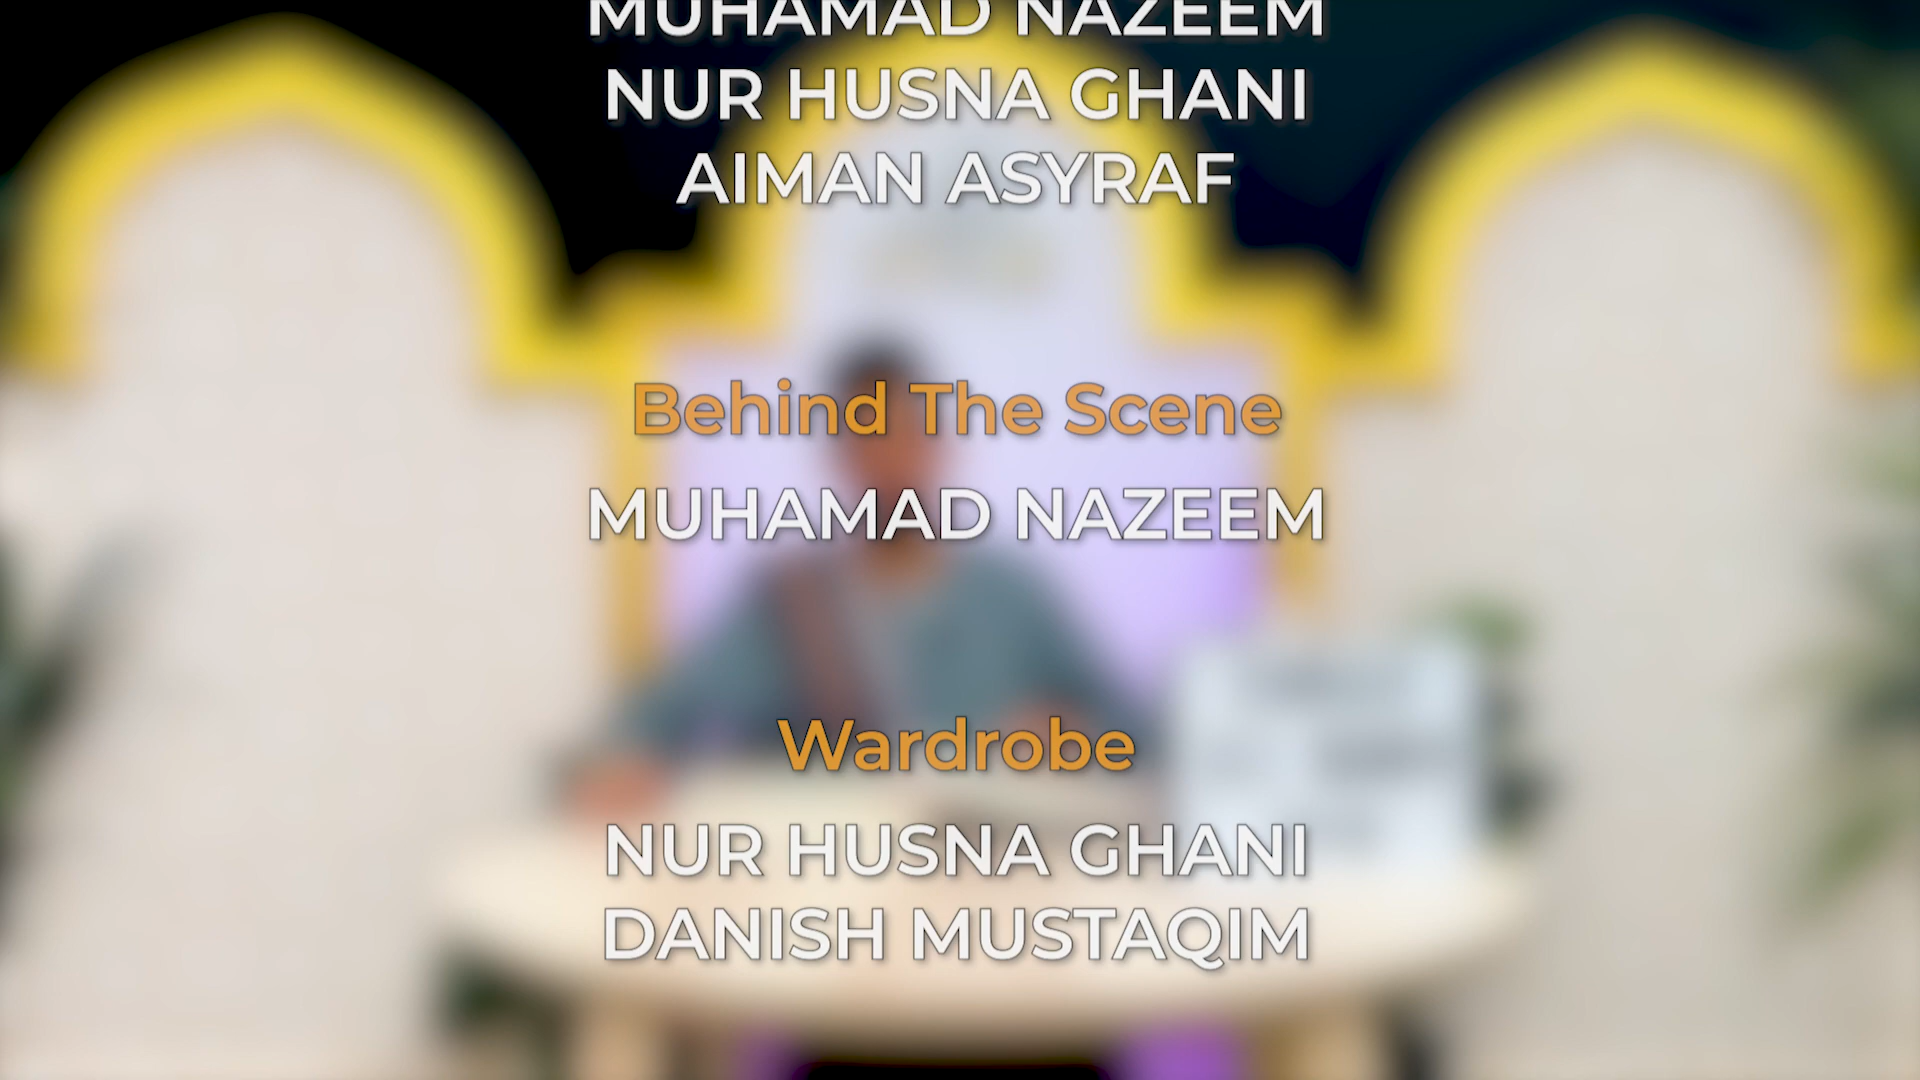 MUHAMAD NAZEEM
NUR HUSNA GHANI
AIMAN ASYRAF
Behind The Scene
MUHAMAD NAZEEM
Wardrobe
NUR HUSNA GHANI
DANISH MUSTAQIM